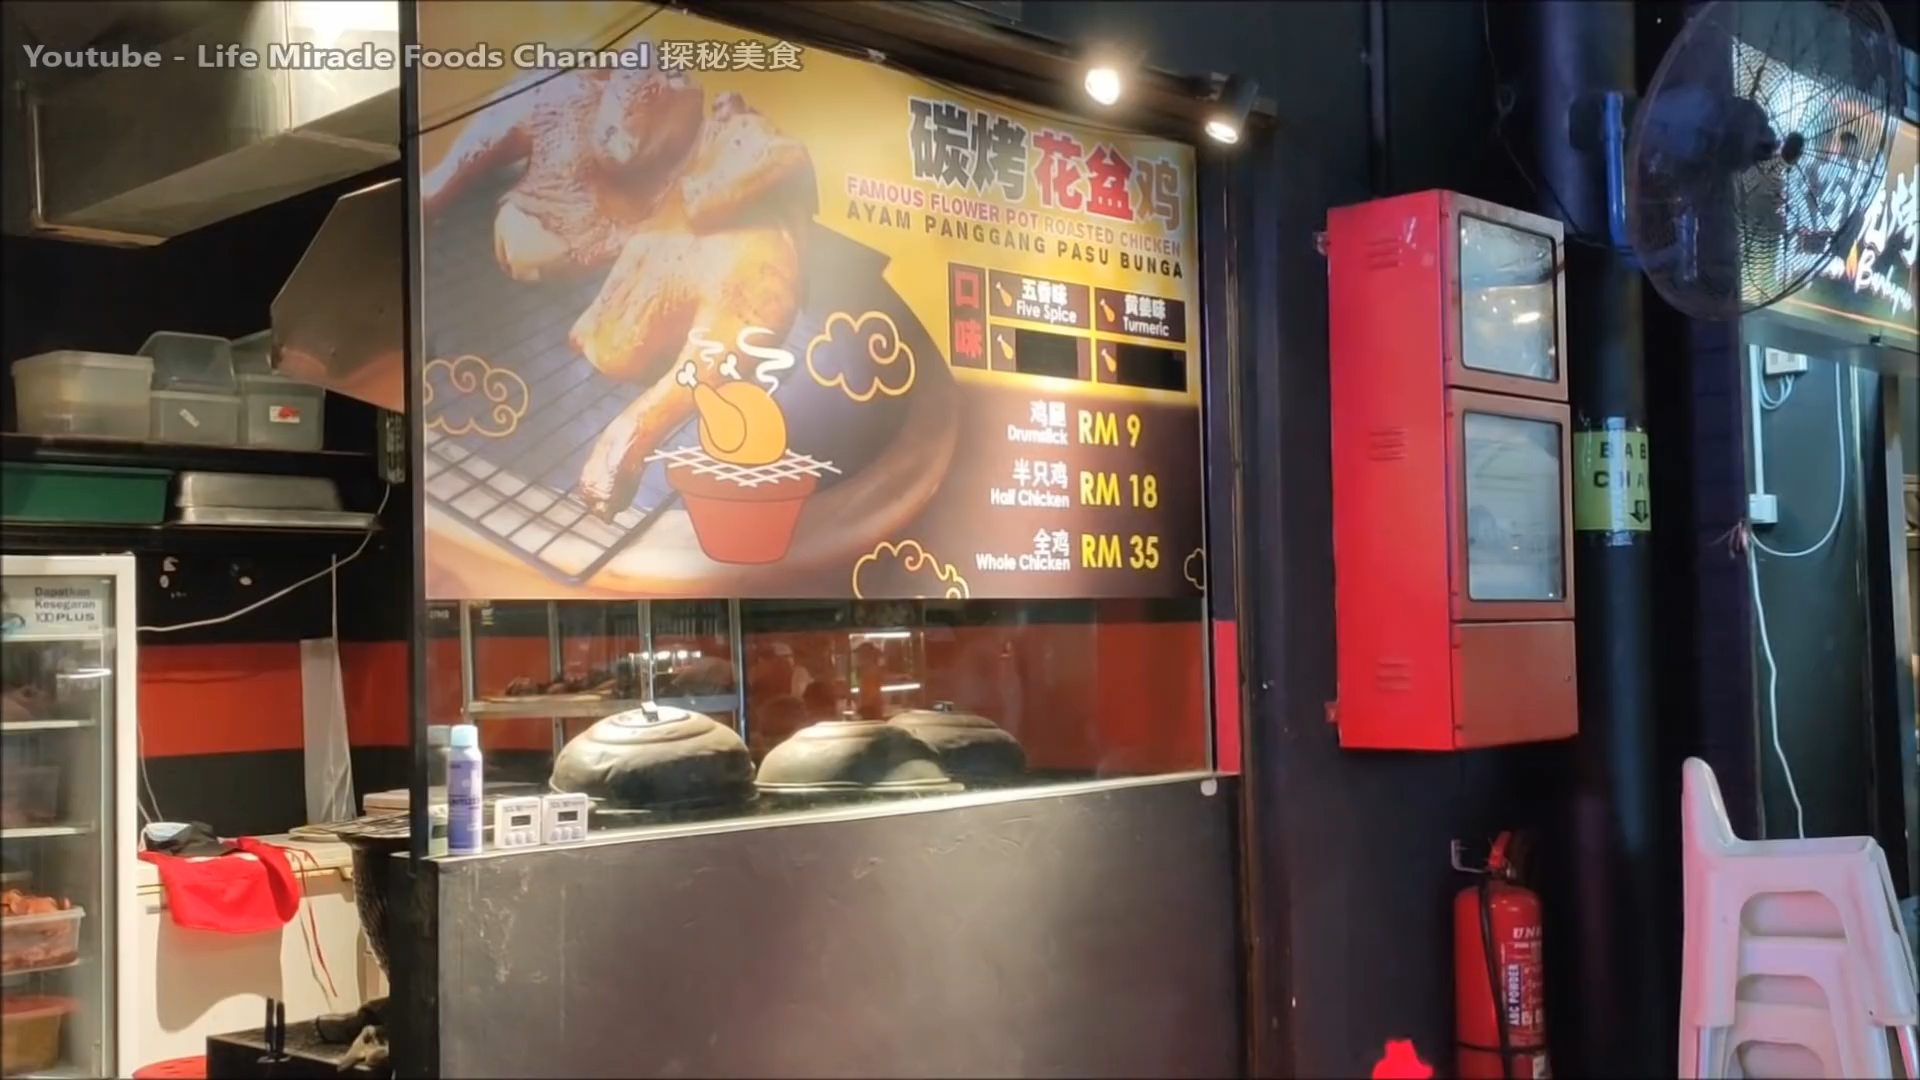 Youtube - Life Miracle Foods Channel 探秘美食
碳烤花盆鸡
FAMOUS FLOWER POT ROASTED CHICKEN
AYAM PANGGANG PASU BUNGA
口味
五香味
Five Spice
黄姜味
Turmeric
鸡腿
Drumstick
RM 9
半只鸡
Half Chicken
RM 18
全鸡
Whole Chicken
RM 35
Dapatkan
Kesegaran
100PLUS
ABC POWDER